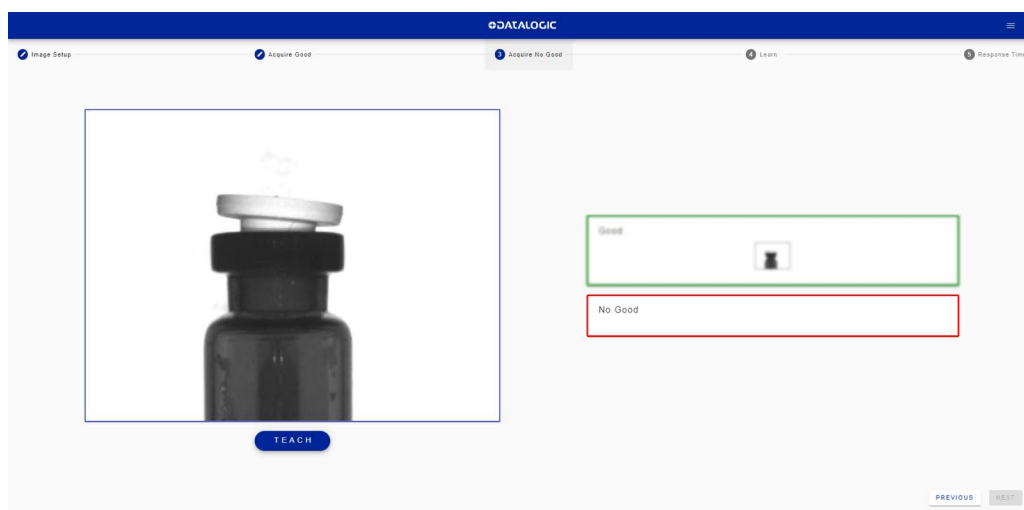 DATALOGIC
Image Setup
Acquire Good
3 Acquire No Good
4 Learn
5 Response Time
Good
No Good
TEACH
PREVIOUS
NEXT